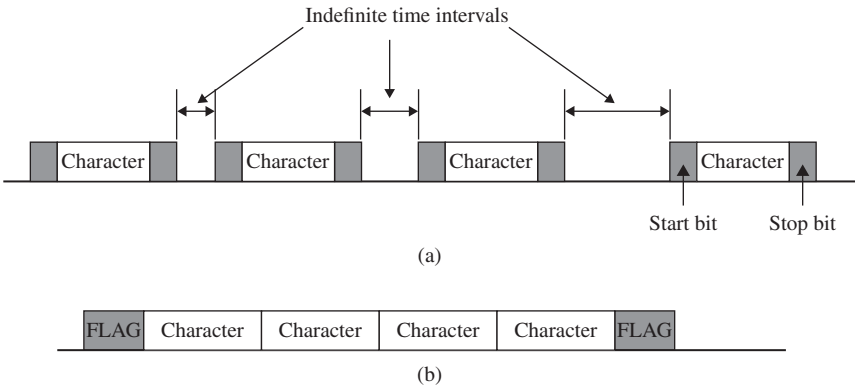 Indefinite time intervals
Character Character Character Character
Start bit Stop bit
(a)
FLAG Character Character Character Character FLAG
(b)